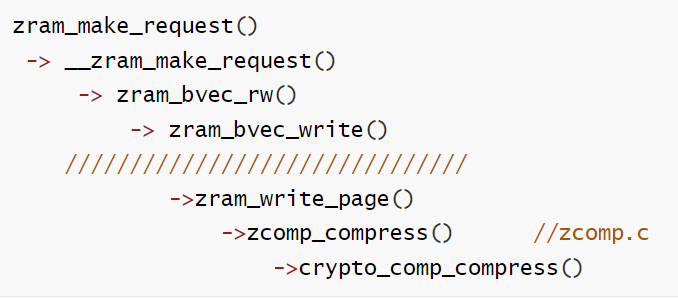 zram_make_request()
-> __zram_make_request()
-> zram_bvec_rw()
-> zram_bvec_write()
///////////////////////////////
->zram_write_page()
->zcomp_compress() //zcomp.c
->crypto_comp_compress()